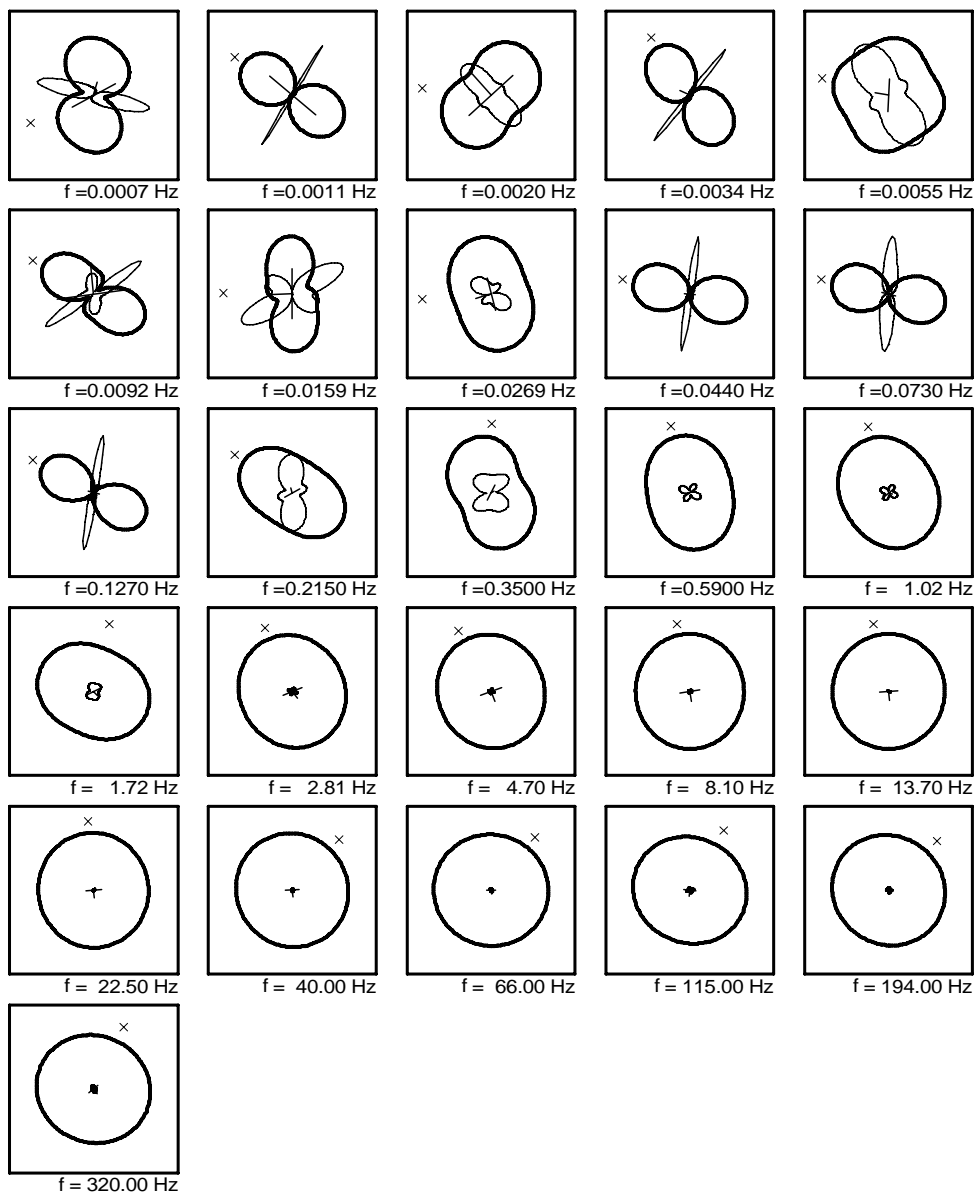 f =0.0007 Hz f =0.0011 Hz f =0.0020 Hz f =0.0034 Hz f =0.0055 Hz
f =0.0092 Hz f =0.0159 Hz f =0.0269 Hz f =0.0440 Hz f =0.0730 Hz
f =0.1270 Hz f =0.2150 Hz f =0.3500 Hz f =0.5900 Hz f = 1.02 Hz
f = 1.72 Hz f = 2.81 Hz f = 4.70 Hz f = 8.10 Hz f = 13.70 Hz
f = 22.50 Hz f = 40.00 Hz f = 66.00 Hz f = 115.00 Hz f = 194.00 Hz
f = 320.00 Hz